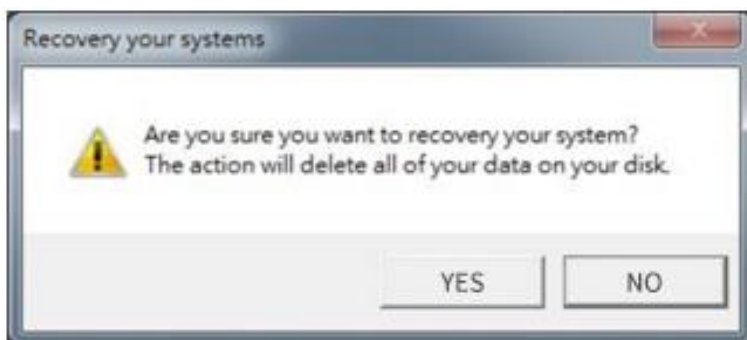 Recovery your systems
Are you sure you want to recovery your system?
The action will delete all of your data on your disk.
YES
NO